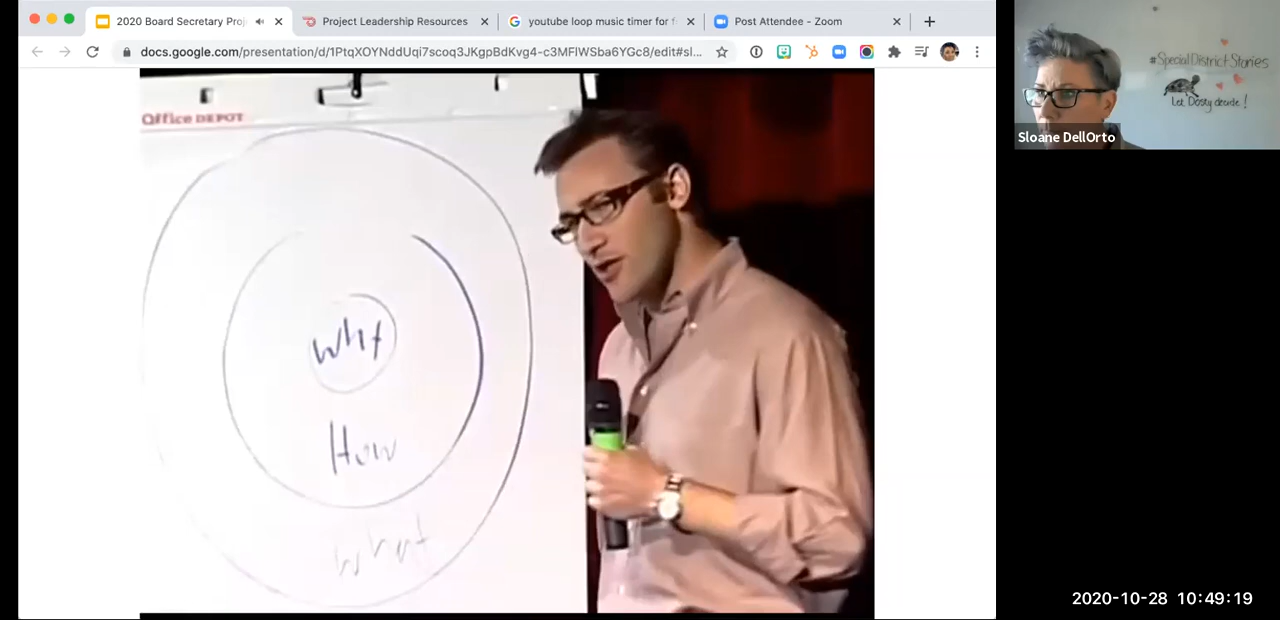 2020 Board Secretary Proj
Project Leadership Resources
youtube loop music timer for f
Post Attendee - Zoom
docs.google.com/presentation/d/1PtqXOYNddUqi7scoq3JKgpBdKvg4-c3MFlWSba6YGc8/edit#sl...
Office DEPOT
Why
How
What
#SpecialDistrictStories
Let Dosty decide!
Sloane DellOrto
2020-10-28 10:49:19